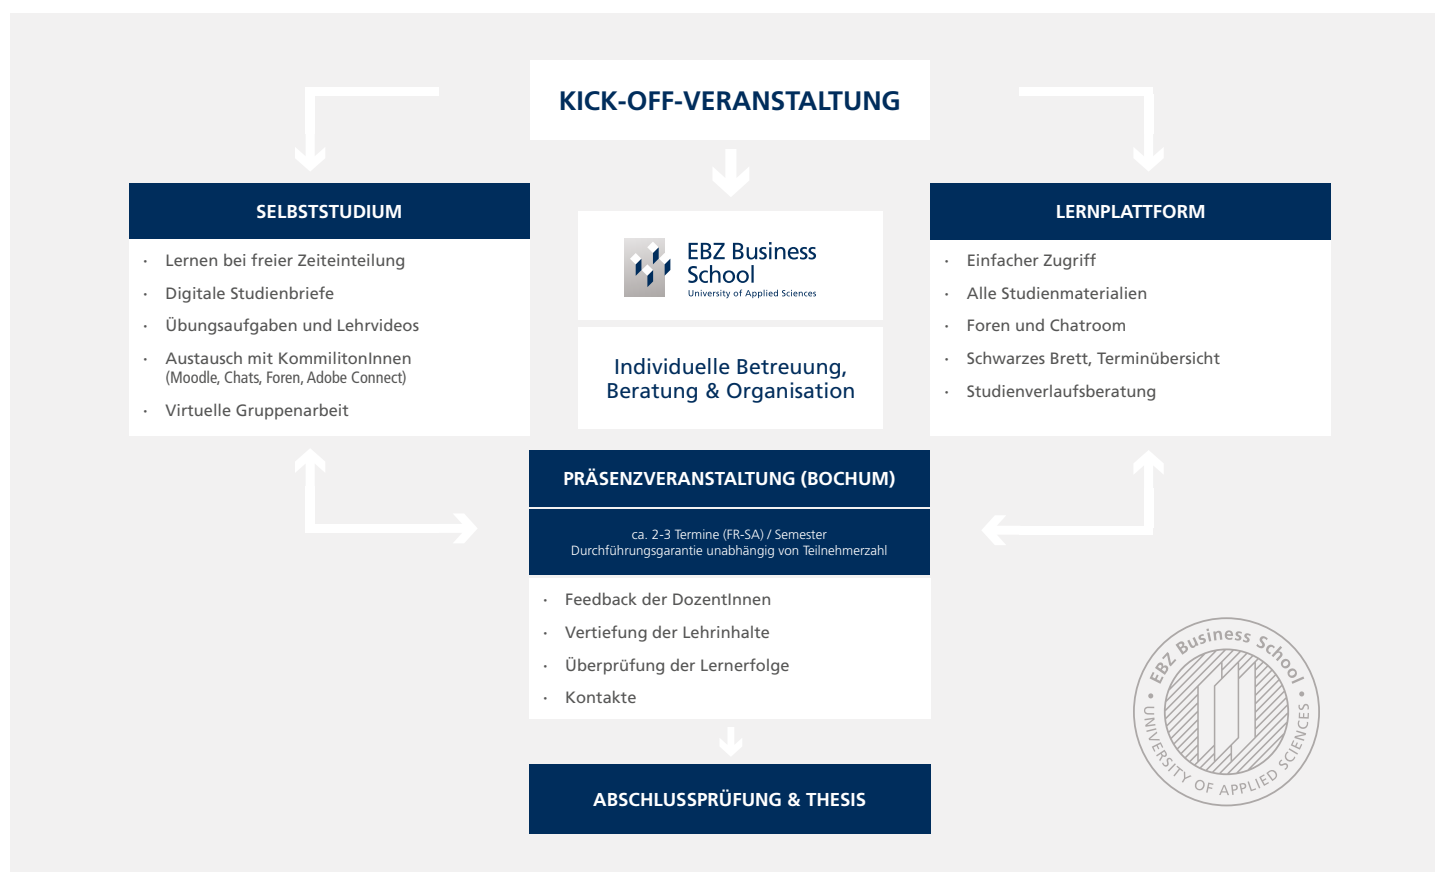 KICK-OFF-VERANSTALTUNG
SELBSTSTUDIUM
· Lernen bei freier Zeiteinteilung
· Digitale Studienbriefe
· Übungsaufgaben und Lehrvideos
· Austausch mit KommilitonInnen
(Moodle, Chats, Foren, Adobe Connect)
· Virtuelle Gruppenarbeit
EBZ Business
School
University of Applied Sciences
Individuelle Betreuung,
Beratung & Organisation
LERNPLATTFORM
· Einfacher Zugriff
· Alle Studienmaterialien
· Foren und Chatroom
· Schwarzes Brett, Terminübersicht
· Studienverlaufsberatung
PRÄSENZVERANSTALTUNG (BOCHUM)
ca. 2-3 Termine (FR-SA) / Semester
Durchführungsgarantie unabhängig von Teilnehmerzahl
· Feedback der DozentInnen
· Vertiefung der Lehrinhalte
· Überprüfung der Lernerfolge
· Kontakte
ABSCHLUSSPRÜFUNG & THESIS
• EBZ Business School •
UNIVERSITY OF APPLIED SCIENCES